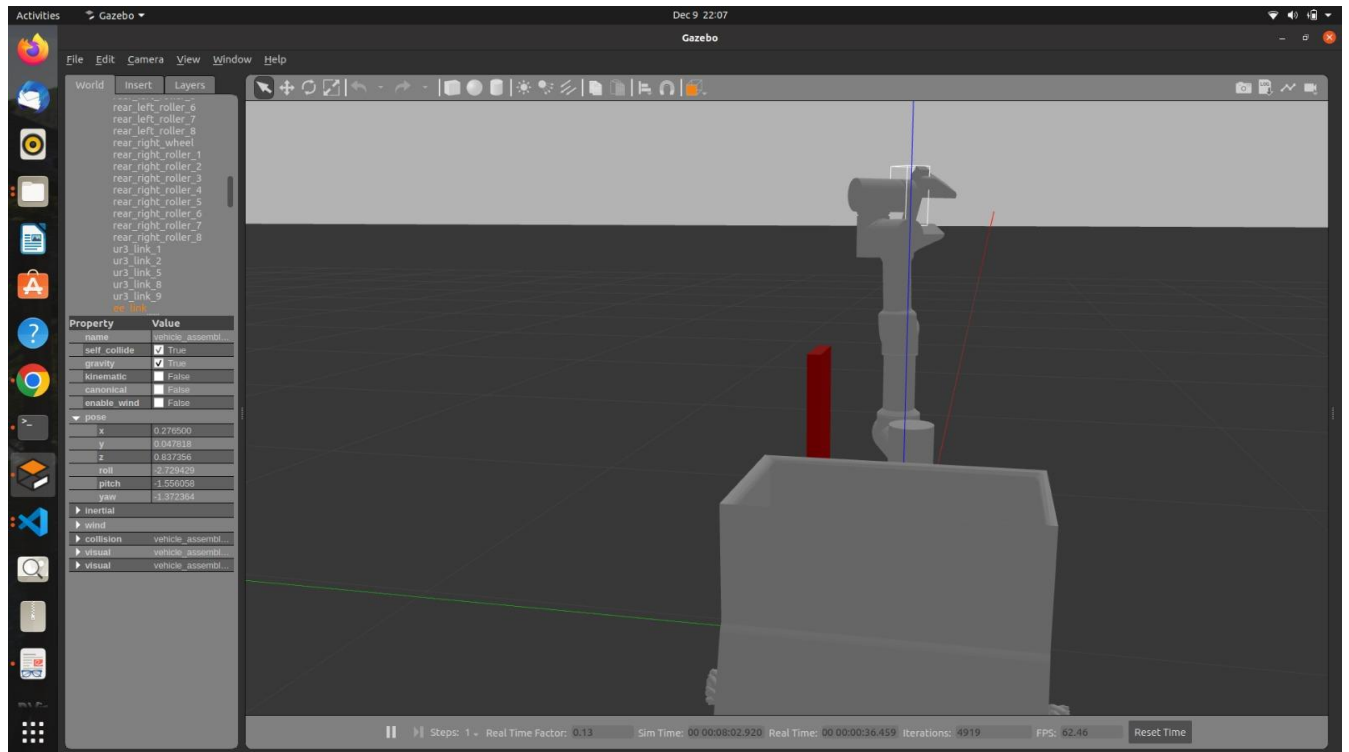 Activities Gazebo Dec 9 22:07
Gazebo
File Edit Camera View Window Help
World Insert Layers
rear_left_roller_6
rear_left_roller_7
rear_left_roller_8
rear_right_wheel
rear_right_roller_1
rear_right_roller_2
rear_right_roller_3
rear_right_roller_4
rear_right_roller_5
rear_right_roller_6
rear_right_roller_7
rear_right_roller_8
ur3_link_1
ur3_link_2
ur3_link_5
ur3_link_8
ur3_link_9
ee_link
Property Value
name vehicle_assembl...
self_collide True
gravity True
kinematic False
canonical False
enable_wind False
pose
x 0.276500
y 0.047818
z 0.837356
roll -2.729429
pitch -1.556058
yaw -1.372364
inertial
wind
collision vehicle_assembl...
visual vehicle_assembl...
visual vehicle_assembl...
Steps: 1 Real Time Factor: 0.13 Sim Time: 00 00:08:02.920 Real Time: 00 00:00:36.459 Iterations: 4919 FPS: 62.46 Reset Time